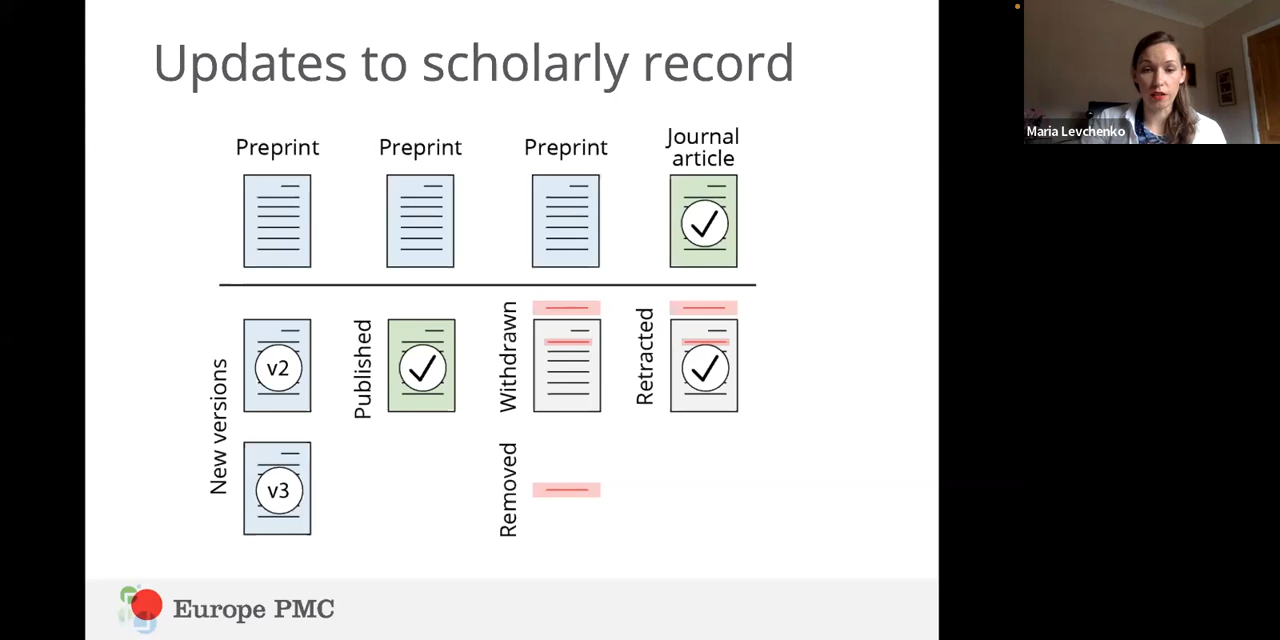 Updates to scholarly record
Maria Levchenko
Preprint
Preprint
Preprint
Journal
article
New versions
v2
v3
Published
Withdrawn
Removed
Retracted
Europe PMC